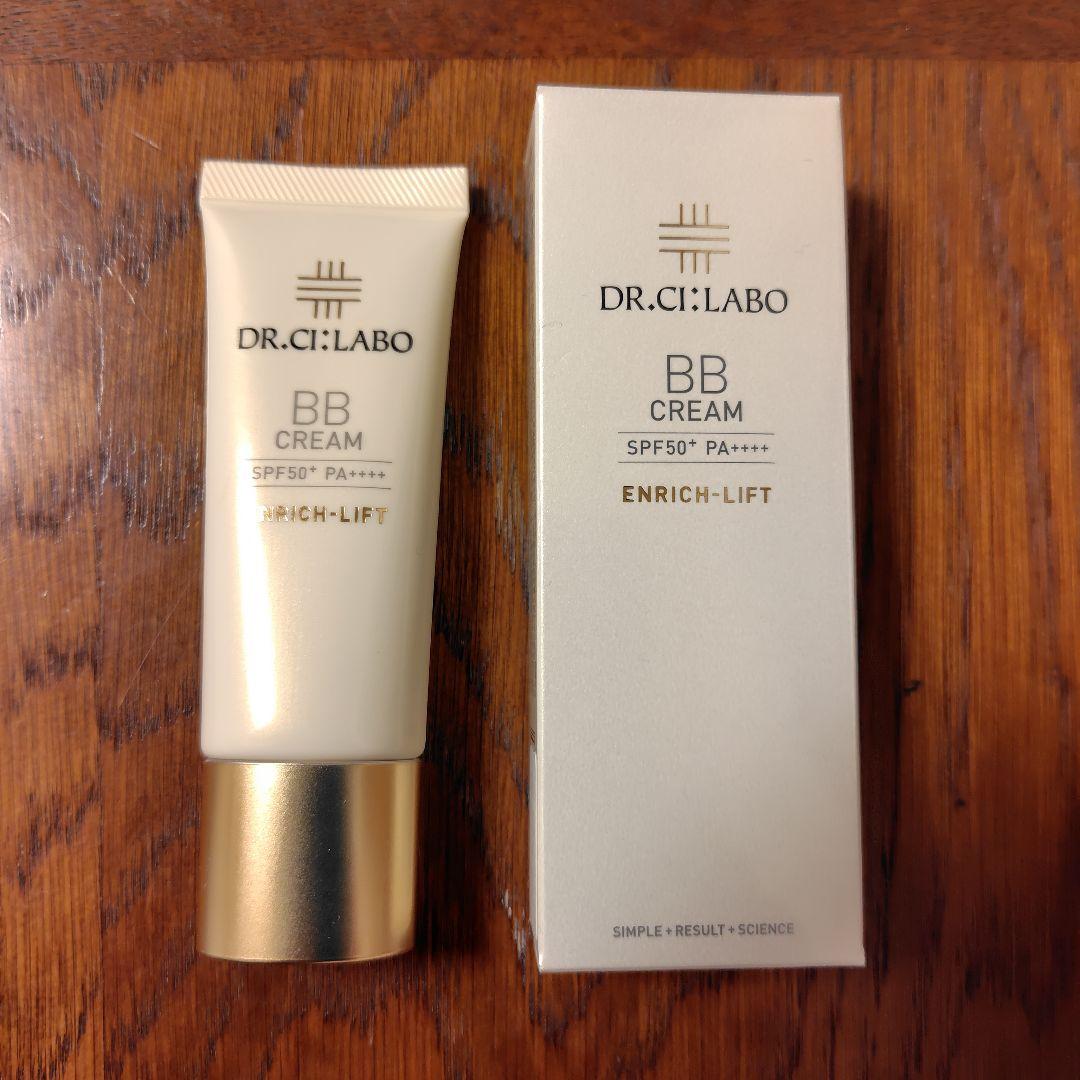 DR.CI:LABO
BB
CREAM
SPF50+ PA++++
ENRICH-LIFT
DR.CI:LABO
BB
CREAM
SPF50+ PA++++
ENRICH-LIFT
SIMPLE+RESULT+SCIENCE